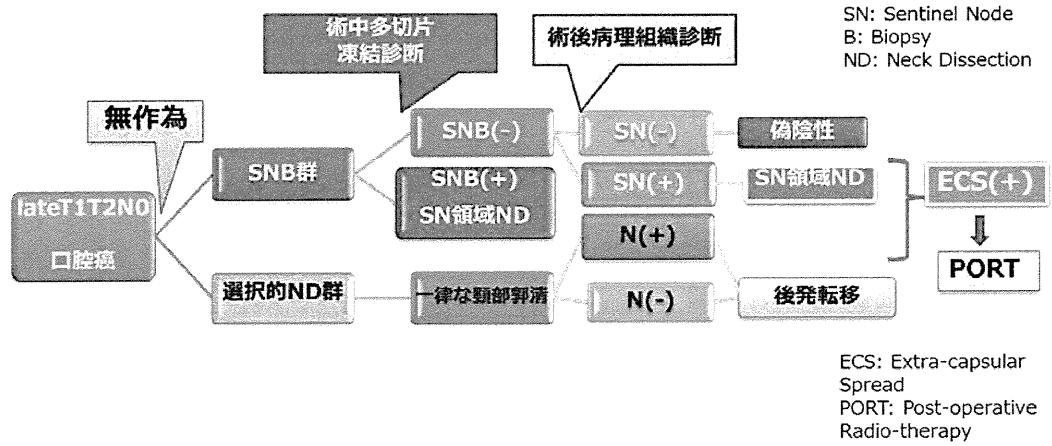 術中多切片
凍結診断
術後病理組織診断
SN: Sentinel Node
B: Biopsy
ND: Neck Dissection
無作為
SNB(-)
SN(-)
偽陰性
SNB群
SNB(+)
SN領域ND
SN(+)
SN領域ND
ECS(+)
lateT1T2N0
口腔癌
N(+)
PORT
選択的ND群
一律な頸部郭清
N(-)
後発転移
ECS: Extra-capsular
Spread
PORT: Post-operative
Radio-therapy